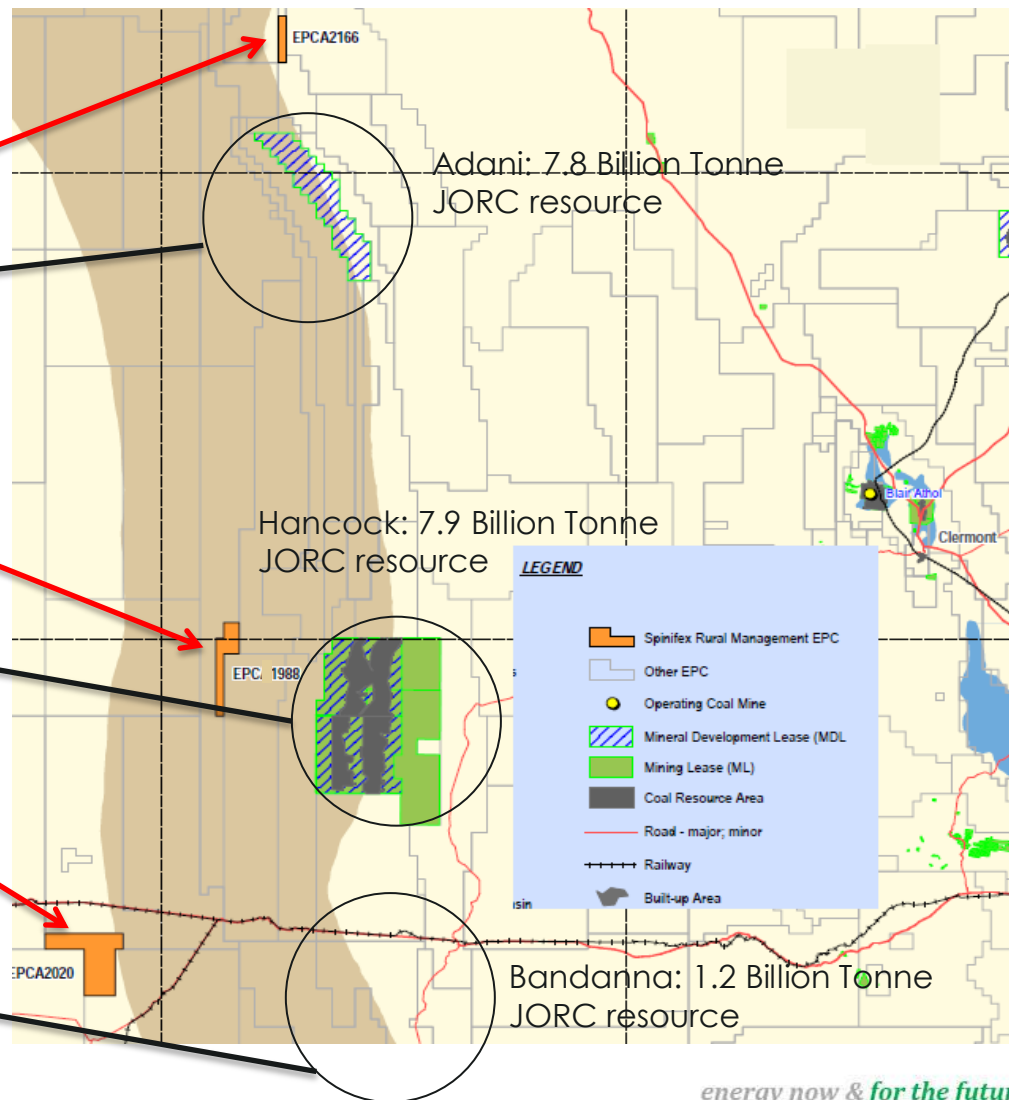 EPCA2166
Adani: 7.8 Billion Tonne
JORC resource
Blair Athol
Clermont
Hancock: 7.9 Billion Tonne
JORC resource
EPC 1988
LEGEND
Spinifex Rural Management EPC
Other EPC
Operating Coal Mine
Mineral Development Lease (MDL
Mining Lease (ML)
Coal Resource Area
Road - major; minor
Railway
Built-up Area
EPCA2020
Bandanna: 1.2 Billion Tonne
JORC resource
energy now & for the futur